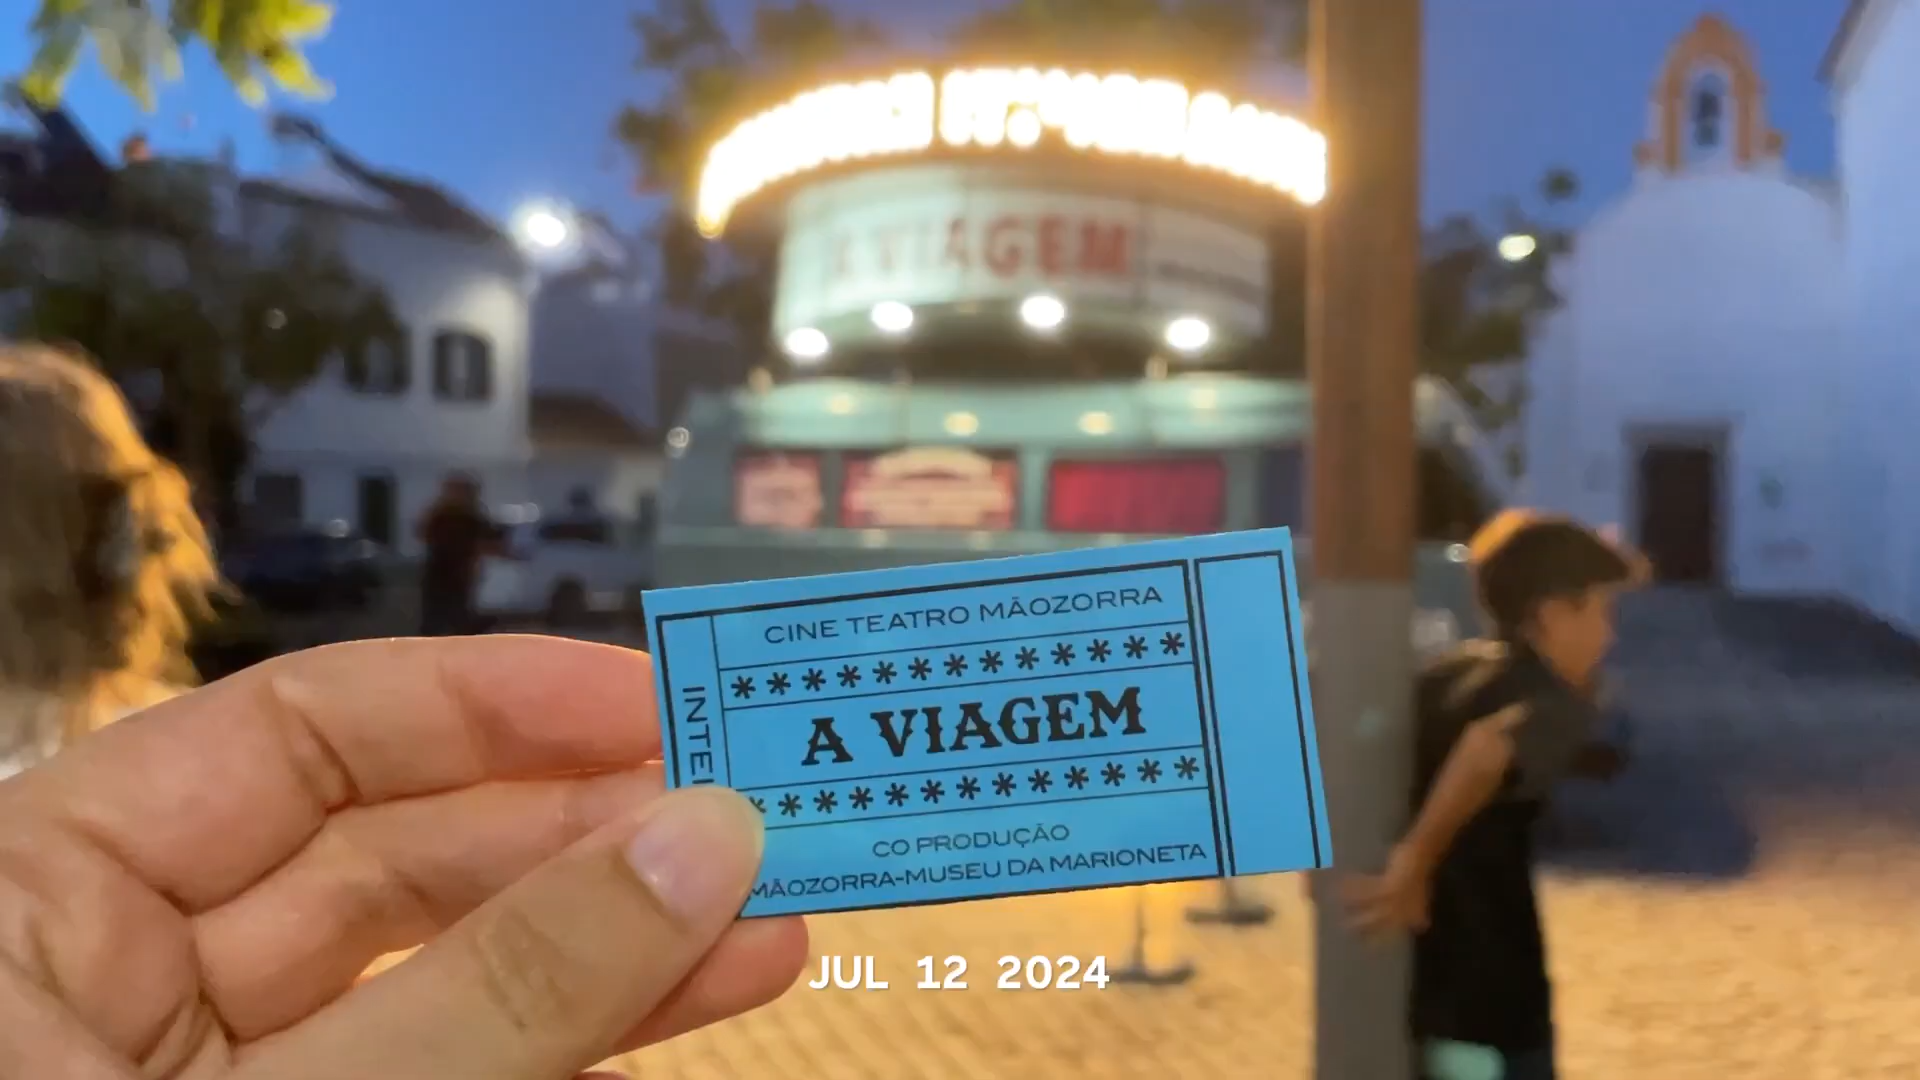 A VIAGEM
CINE TEATRO MÃOZORRA
* * * * * * * * * * * * *
A VIAGEM
* * * * * * * * * * * * *
CO PRODUÇÃO
MÃOZORRA-MUSEU DA MARIONETA
JUL 12 2024